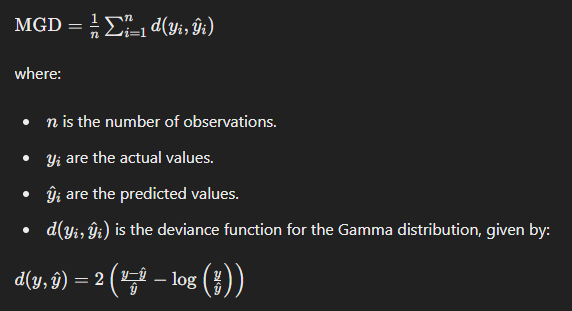 MGD = \frac{1}{n} \sum_{i=1}^{n} d(y_i, \hat{y}_i)
where:
• n is the number of observations.
• y_i are the actual values.
• \hat{y}_i are the predicted values.
• d(y_i, \hat{y}_i) is the deviance function for the Gamma distribution, given by:
d(y, \hat{y}) = 2 \left( \frac{y - \hat{y}}{\hat{y}} - \log \left( \frac{y}{\hat{y}} \right) \right)